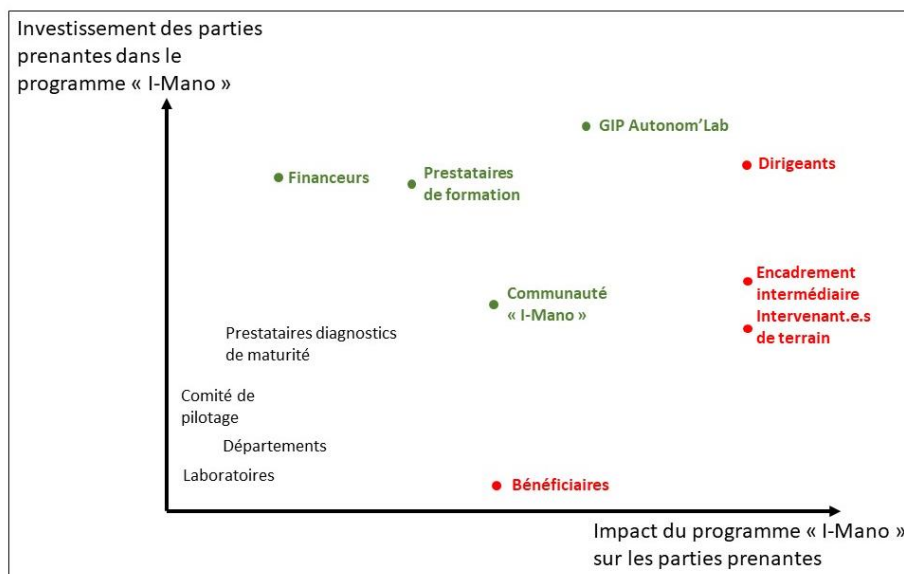 Investissement des parties
prenantes dans le
programme « I-Mano »
GIP Autonom’Lab
Dirigeants
Financeurs
Prestataires
de formation
Encadrement
intermédiaire
Intervenant.e.s
de terrain
Communauté
« I-Mano »
Prestataires diagnostics
de maturité
Comité de
pilotage
Départements
Laboratoires
Bénéficiaires
Impact du programme « I-Mano »
sur les parties prenantes